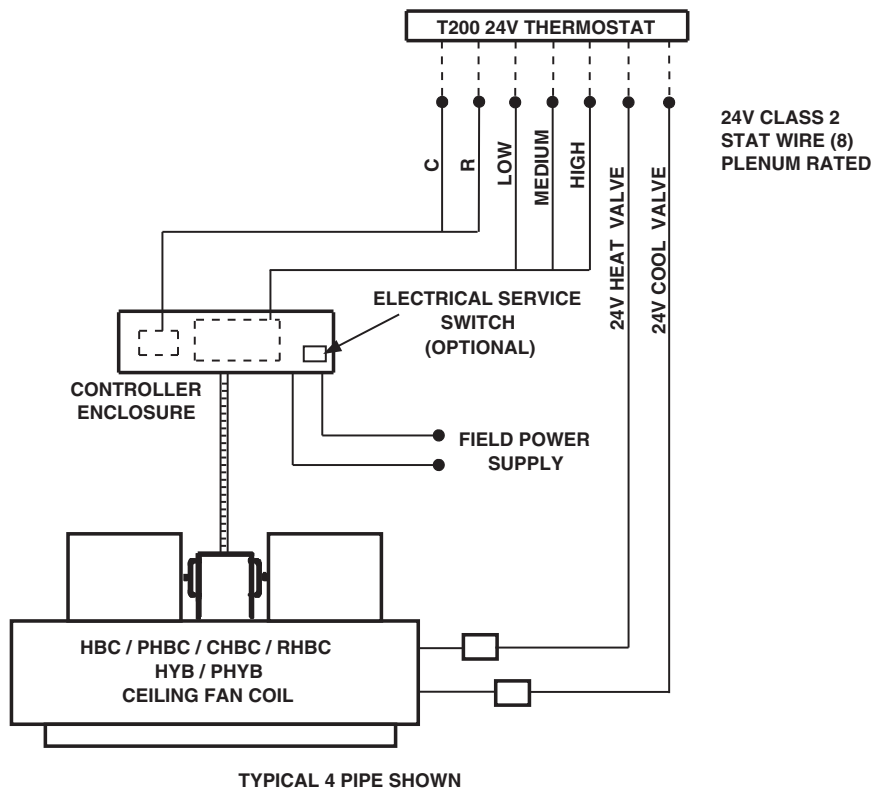 T200 24V THERMOSTAT
24V CLASS 2
STAT WIRE (8)
PLENUM RATED
C
R
LOW
MEDIUM
HIGH
24V HEAT VALVE
24V COOL VALVE
ELECTRICAL SERVICE
SWITCH
(OPTIONAL)
CONTROLLER
ENCLOSURE
FIELD POWER
SUPPLY
HBC / PHBC / CHBC / RHBC
HYB / PHYB
CEILING FAN COIL
TYPICAL 4 PIPE SHOWN